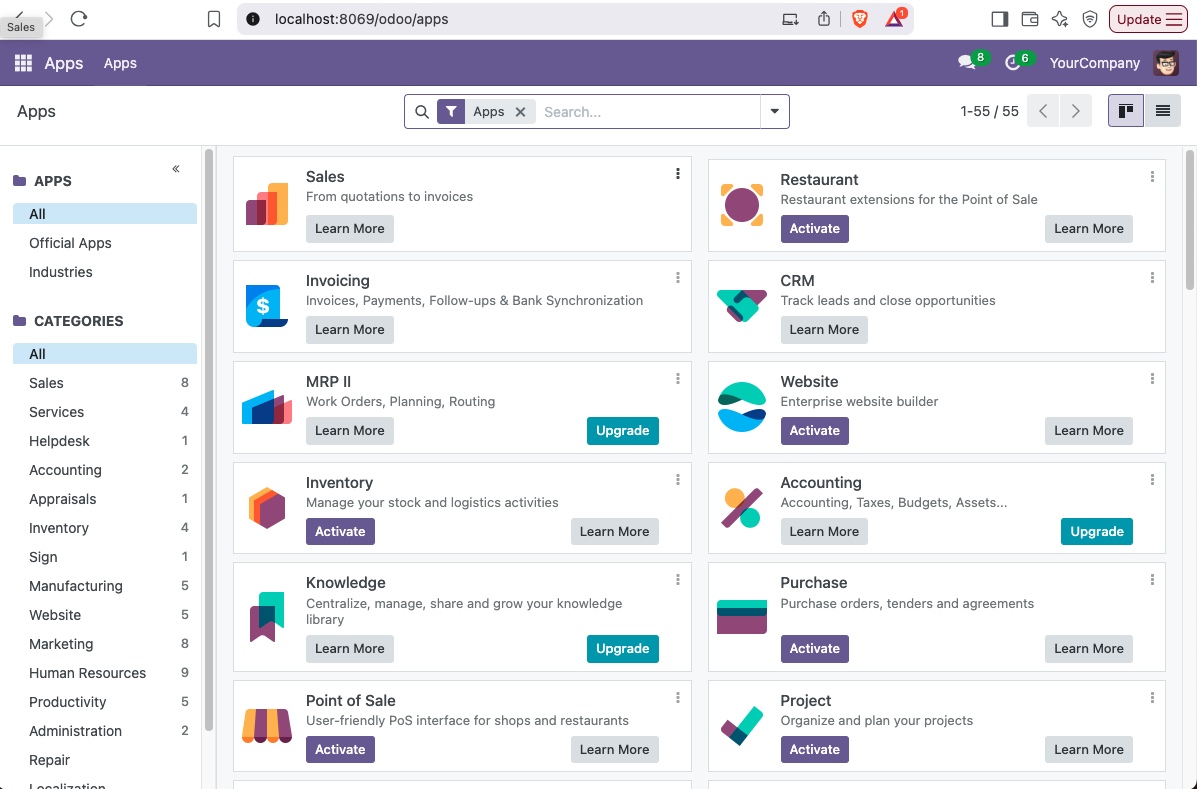 Sales
localhost:8069/odoo/apps
1
Update
Apps
Apps
8
6
YourCompany
Apps
Apps
Search...
1-55 / 55
APPS
All
Official Apps
Industries
CATEGORIES
All
Sales 8
Services 4
Helpdesk 1
Accounting 2
Appraisals 1
Inventory 4
Sign 1
Manufacturing 5
Website 5
Marketing 8
Human Resources 9
Productivity 5
Administration 2
Repair
Localization
Sales
From quotations to invoices
Learn More
Restaurant
Restaurant extensions for the Point of Sale
Activate
Learn More
$
Invoicing
Invoices, Payments, Follow-ups & Bank Synchronization
Learn More
CRM
Track leads and close opportunities
Learn More
MRP II
Work Orders, Planning, Routing
Learn More
Upgrade
Website
Enterprise website builder
Activate
Learn More
Inventory
Manage your stock and logistics activities
Activate
Learn More
Accounting
Accounting, Taxes, Budgets, Assets...
Learn More
Upgrade
Knowledge
Centralize, manage, share and grow your knowledge
library
Learn More
Upgrade
Purchase
Purchase orders, tenders and agreements
Activate
Learn More
Point of Sale
User-friendly PoS interface for shops and restaurants
Activate
Learn More
Project
Organize and plan your projects
Activate
Learn More